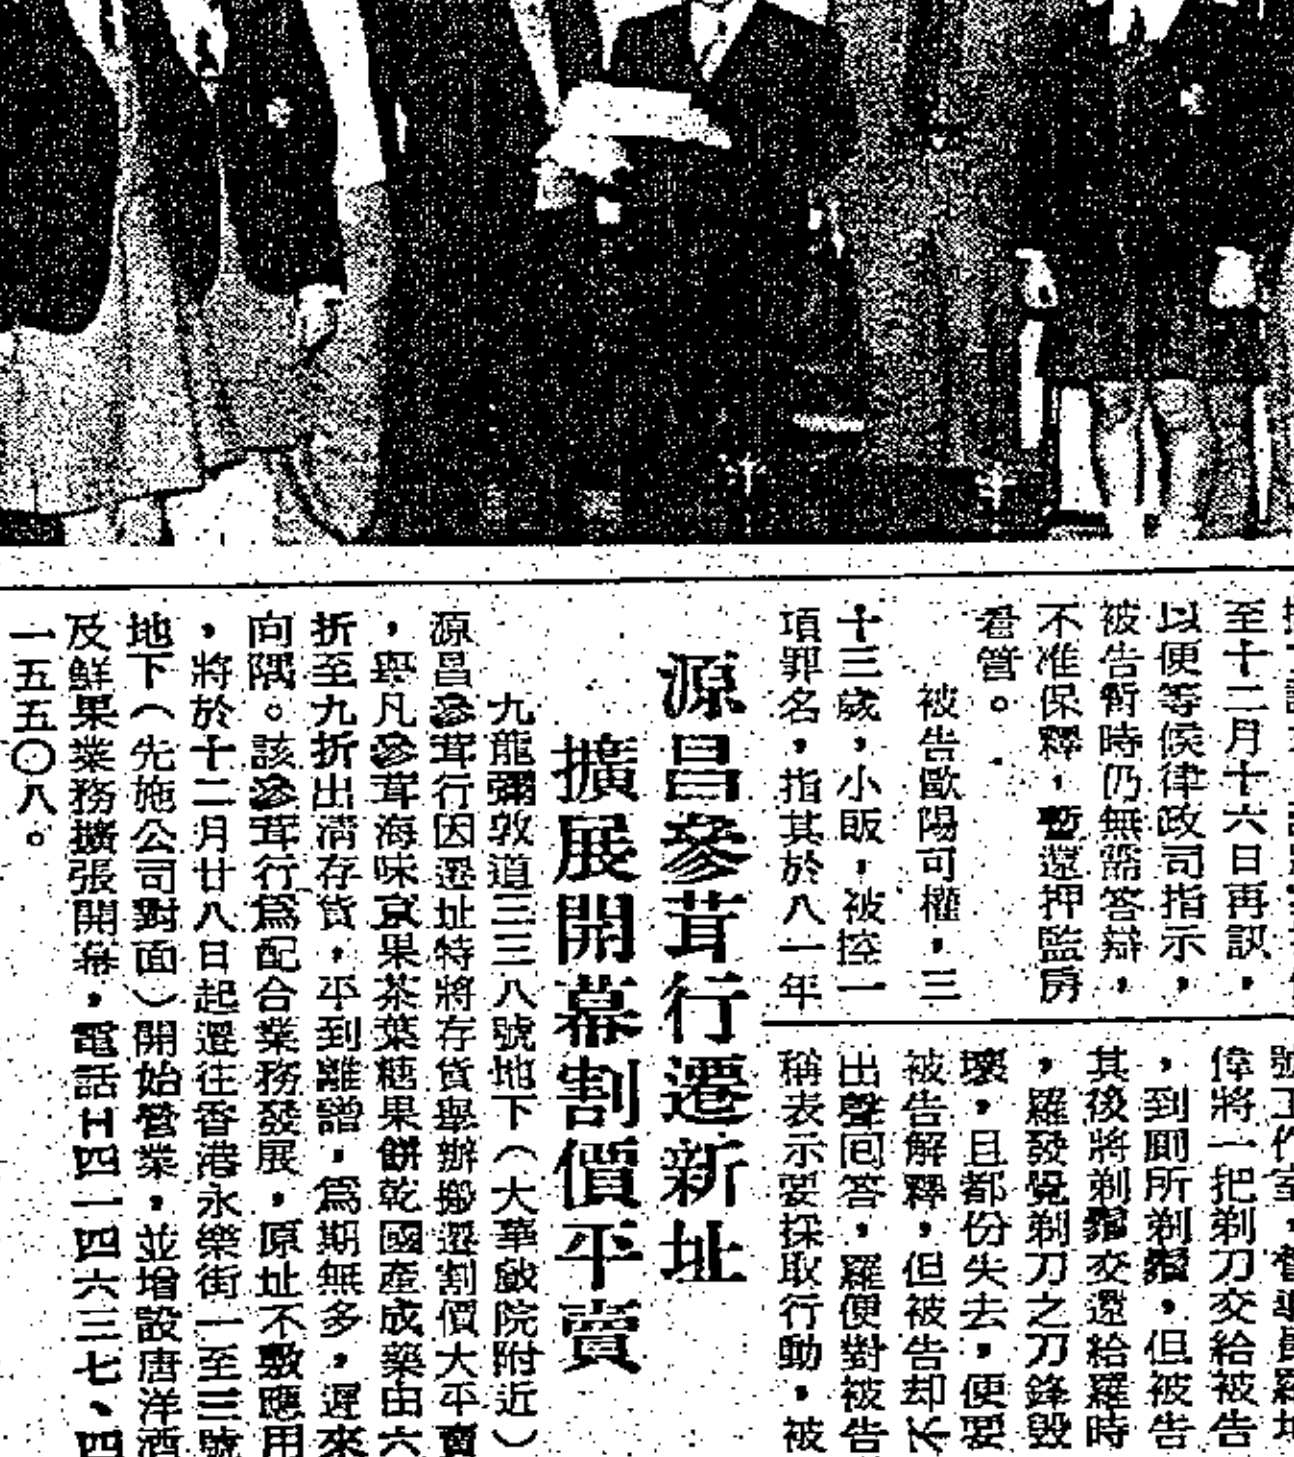 至十二月十六日再訊，
以便等候律政司指示，
被告暫時仍無需答辯，
不准保釋，暫還押監房
看管。
被告歐陽可權，三
十三歲，小販，被控一
項罪名，指其於八一年
偉將一把剃刀交給被告
，到厠所剃鬚，但被告
其後將剃鬚交還給羅時
，羅發覺剃刀之刀鋒毀
壞，且都份失去，便要
被告解釋，但被告却不
出聲回答，羅便對被告
稱表示要採取行動，被
源昌參茸行遷新址
擴展開幕割價平賣
九龍彌敦道三三八號地下（大華戲院附近）
源昌參茸行因遷址特將存貨舉辦搬遷割價大平賣
，舉凡參茸海味京果茶葉糖果餅乾國產成藥由六
折至九折出清存貨，平到離譜，為期無多，遲來
向隅。該參茸行為配合業務發展，原址不敷應用
，將於十二月廿八日起遷往香港永樂街一至三號
地下（先施公司對面）開始營業，並增設唐洋酒
及鮮果業務擴張開幕，電話H四一四六三七、四
一五五〇八。